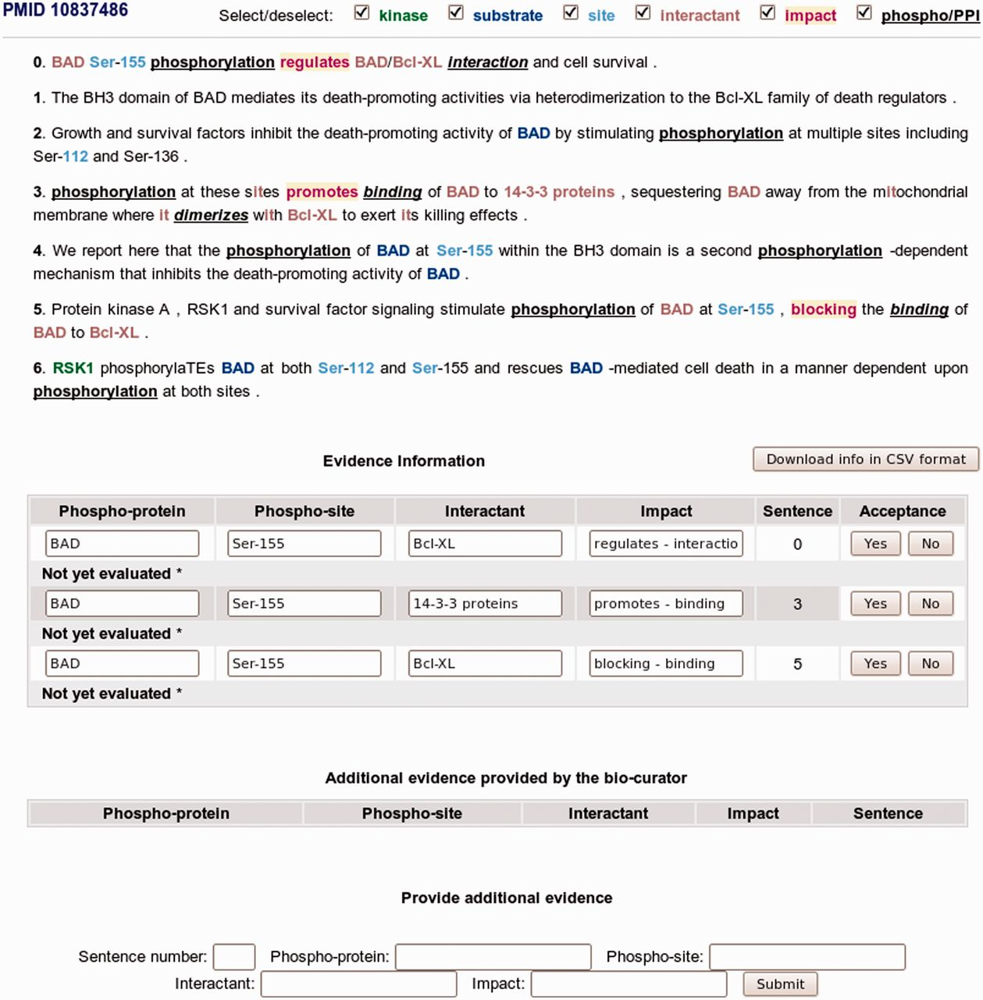 PMID 10837486 Select/deselect: kinase substrate site interactant impact phospho/PPI
0. BAD Ser-155 phosphorylation regulates BAD/Bcl-XL interaction and cell survival .
1. The BH3 domain of BAD mediates its death-promoting activities via heterodimerization to the Bcl-XL family of death regulators .
2. Growth and survival factors inhibit the death-promoting activity of BAD by stimulating phosphorylation at multiple sites including
Ser-112 and Ser-136 .
3. phosphorylation at these sites promotes binding of BAD to 14-3-3 proteins , sequestering BAD away from the mitochondrial
membrane where it dimerizes with Bcl-XL to exert its killing effects .
4. We report here that the phosphorylation of BAD at Ser-155 within the BH3 domain is a second phosphorylation -dependent
mechanism that inhibits the death-promoting activity of BAD .
5. Protein kinase A , RSK1 and survival factor signaling stimulate phosphorylation of BAD at Ser-155 , blocking the binding of
BAD to Bcl-XL .
6. RSK1 phosphorylaTEs BAD at both Ser-112 and Ser-155 and rescues BAD -mediated cell death in a manner dependent upon
phosphorylation at both sites .
Evidence Information Download info in CSV format
Phospho-protein Phospho-site Interactant Impact Sentence Acceptance
BAD Ser-155 Bcl-XL regulates - interactio 0 Yes No
Not yet evaluated *
BAD Ser-155 14-3-3 proteins promotes - binding 3 Yes No
Not yet evaluated *
BAD Ser-155 Bcl-XL blocking - binding 5 Yes No
Not yet evaluated *
Additional evidence provided by the bio-curator
Phospho-protein Phospho-site Interactant Impact Sentence
Provide additional evidence
Sentence number: Phospho-protein: Phospho-site:
Interactant: Impact: Submit